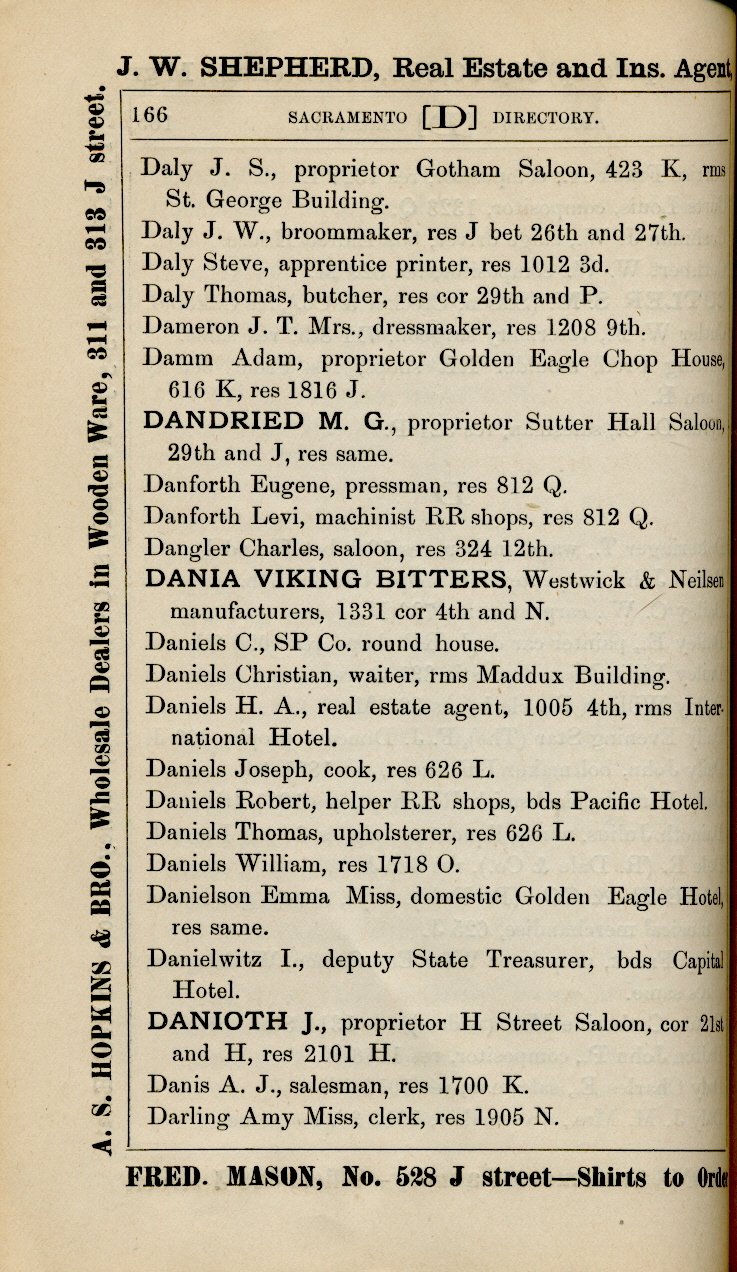 J. W. SHEPHERD, Real Estate and Ins. Agent,
166 SACRAMENTO [D] DIRECTORY.
Daly J. S., proprietor Gotham Saloon, 423 K, rms
St. George Building.
Daly J. W., broommaker, res J bet 26th and 27th.
Daly Steve, apprentice printer, res 1012 3d.
Daly Thomas, butcher, res cor 29th and P.
Dameron J. T. Mrs., dressmaker, res 1208 9th.
Damm Adam, proprietor Golden Eagle Chop House,
616 K, res 1816 J.
DANDRIED M. G., proprietor Sutter Hall Saloon,
29th and J, res same.
Danforth Eugene, pressman, res 812 Q.
Danforth Levi, machinist RR shops, res 812 Q.
Dangler Charles, saloon, res 324 12th.
DANIA VIKING BITTERS, Westwick & Neilsen
manufacturers, 1331 cor 4th and N.
Daniels C., SP Co. round house.
Daniels Christian, waiter, rms Maddux Building.
Daniels H. A., real estate agent, 1005 4th, rms Inter-
national Hotel.
Daniels Joseph, cook, res 626 L.
Daniels Robert, helper RR shops, bds Pacific Hotel.
Daniels Thomas, upholsterer, res 626 L.
Daniels William, res 1718 O.
Danielson Emma Miss, domestic Golden Eagle Hotel,
res same.
Danielwitz I., deputy State Treasurer, bds Capital
Hotel.
DANIOTH J., proprietor H Street Saloon, cor 21st
and H, res 2101 H.
Danis A. J., salesman, res 1700 K.
Darling Amy Miss, clerk, res 1905 N.
FRED. MASON, No. 528 J street—Shirts to Order
A. S. HOPKINS & BRO., Wholesale Dealers in Wooden Ware, 311 and 313 J street.